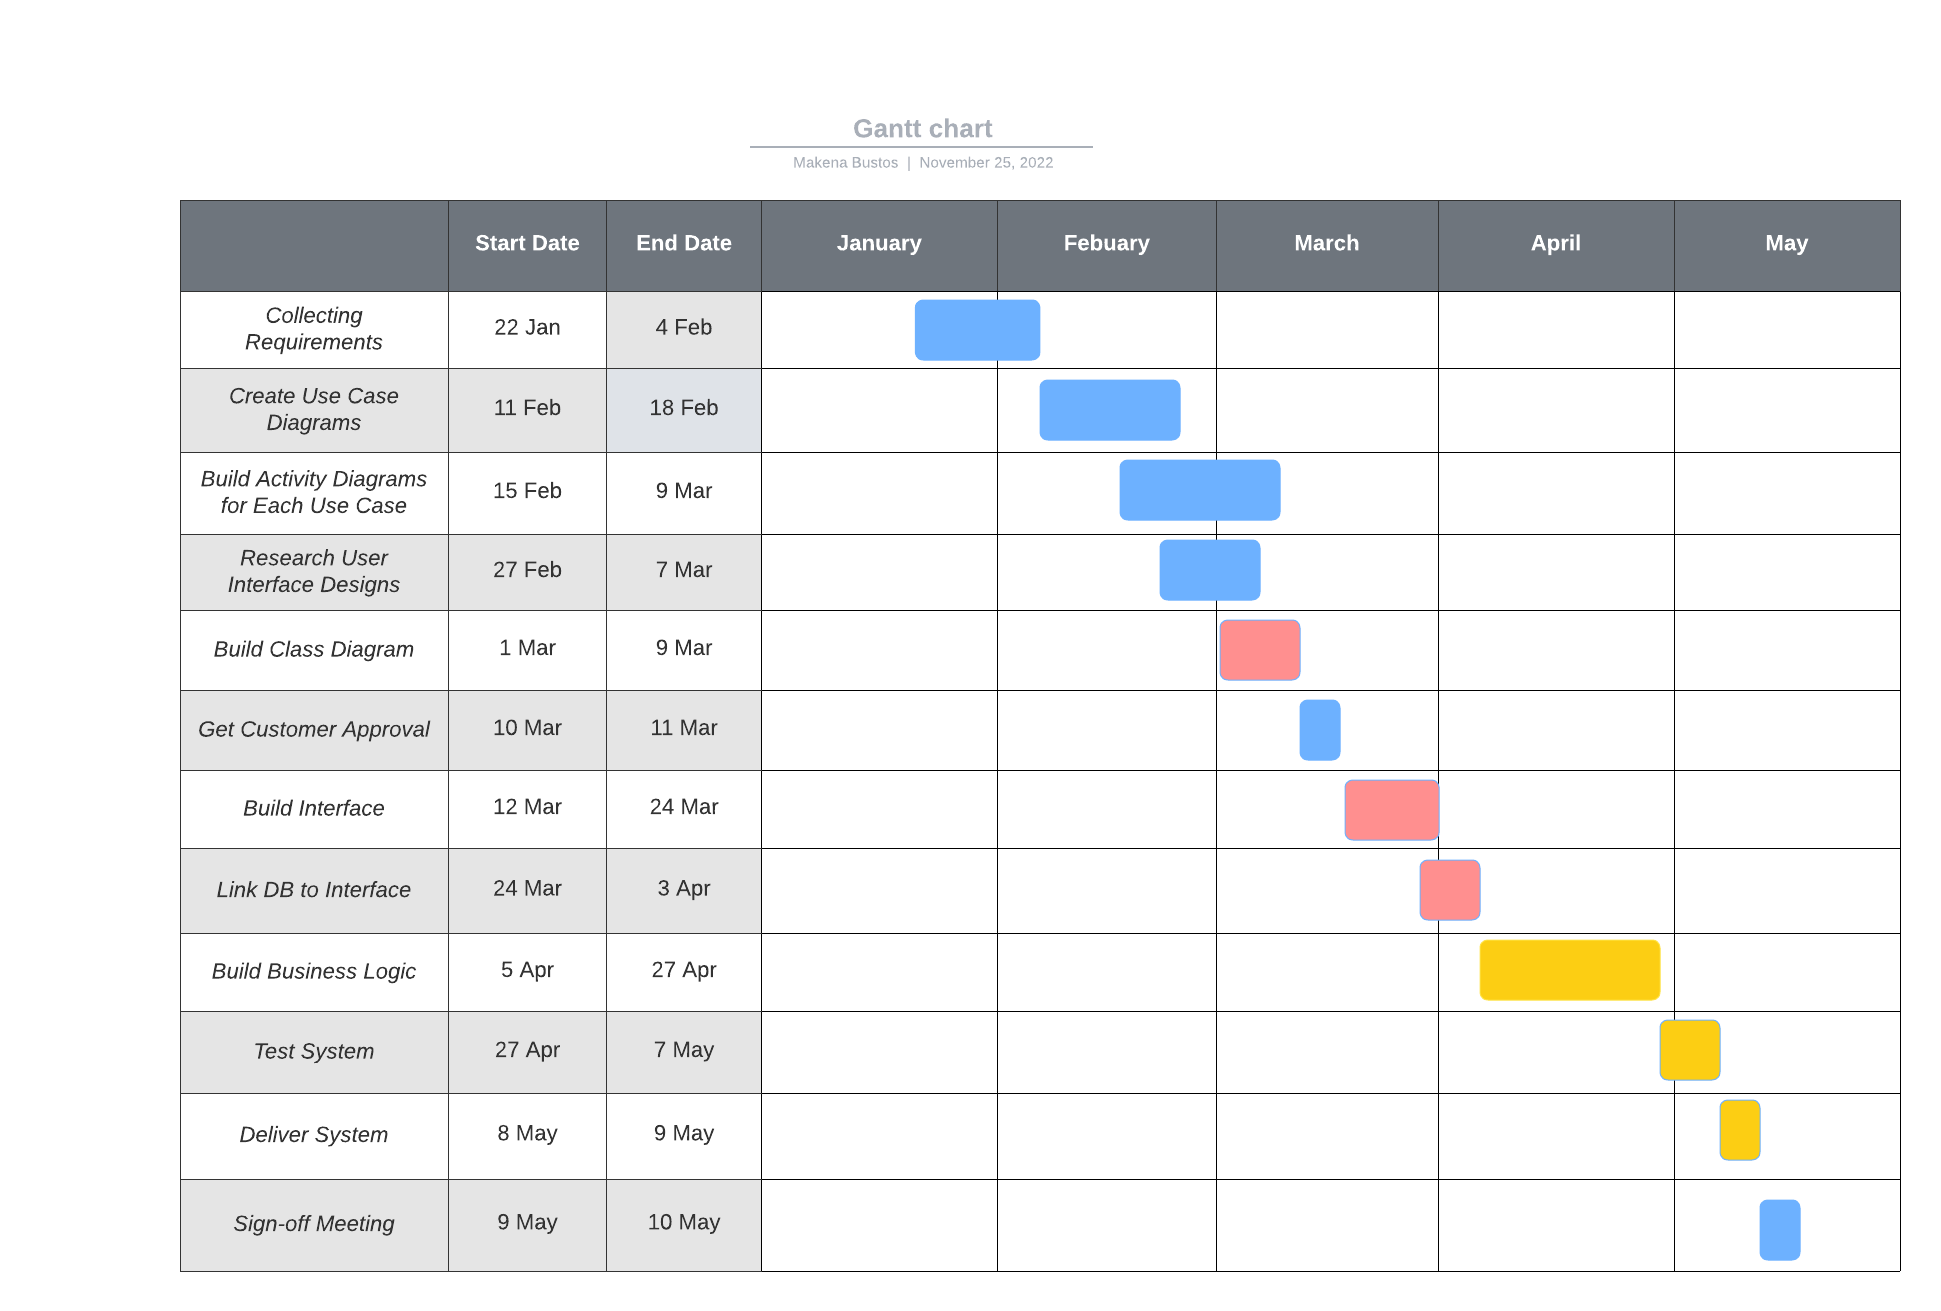 Gantt chart
Makena Bustos | November 25, 2022
Start Date End Date January Febuary March April May
Collecting
Requirements
22 Jan 4 Feb
Create Use Case
Diagrams
11 Feb 18 Feb
Build Activity Diagrams
for Each Use Case
15 Feb 9 Mar
Research User
Interface Designs
27 Feb 7 Mar
Build Class Diagram 1 Mar 9 Mar
Get Customer Approval 10 Mar 11 Mar
Build Interface 12 Mar 24 Mar
Link DB to Interface 24 Mar 3 Apr
Build Business Logic 5 Apr 27 Apr
Test System 27 Apr 7 May
Deliver System 8 May 9 May
Sign-off Meeting 9 May 10 May